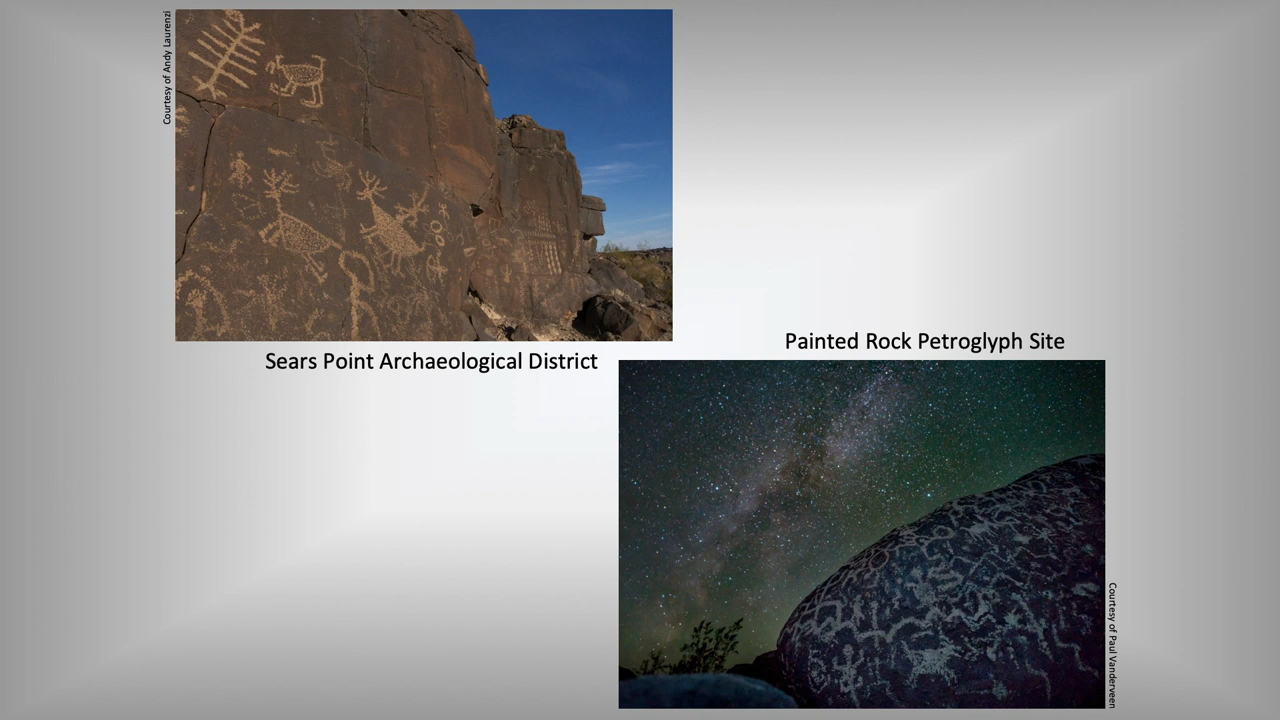 Courtesy of Andy Laurenzi
Sears Point Archaeological District
Painted Rock Petroglyph Site
Courtesy of Paul Vanderveen